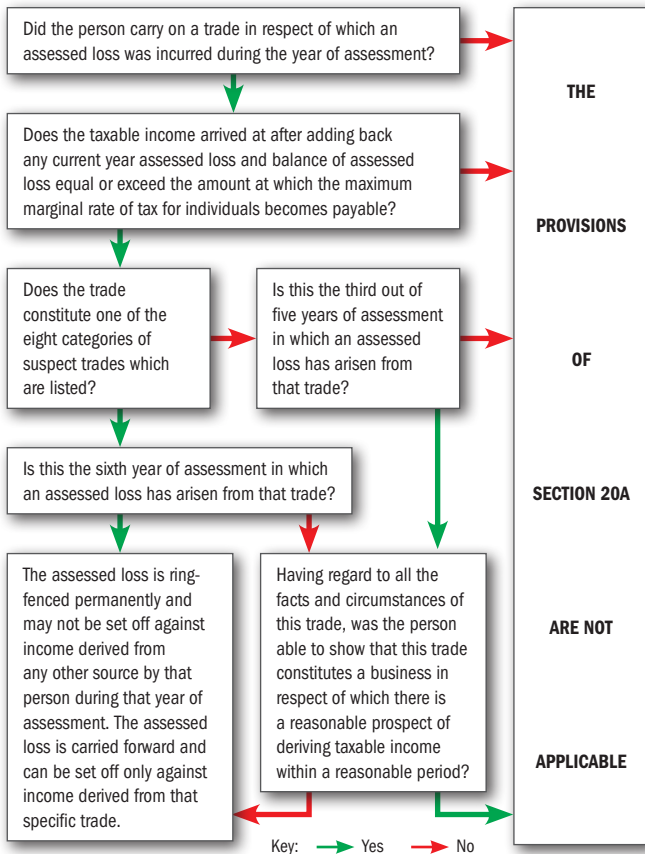 Did the person carry on a trade in respect of which an
assessed loss was incurred during the year of assessment?
Does the taxable income arrived at after adding back
any current year assessed loss and balance of assessed
loss equal or exceed the amount at which the maximum
marginal rate of tax for individuals becomes payable?
Does the trade
constitute one of the
eight categories of
suspect trades which
are listed?
Is this the third out of
five years of assessment
in which an assessed
loss has arisen from
that trade?
Is this the sixth year of assessment in which
an assessed loss has arisen from that trade?
The assessed loss is ring-
fenced permanently and
may not be set off against
income derived from
any other source by that
person during that year of
assessment. The assessed
loss is carried forward and
can be set off only against
income derived from that
specific trade.
Having regard to all the
facts and circumstances of
this trade, was the person
able to show that this trade
constitutes a business in
respect of which there is
a reasonable prospect of
deriving taxable income
within a reasonable period?
THE
PROVISIONS
OF
SECTION 20A
ARE NOT
APPLICABLE
Key: Yes No